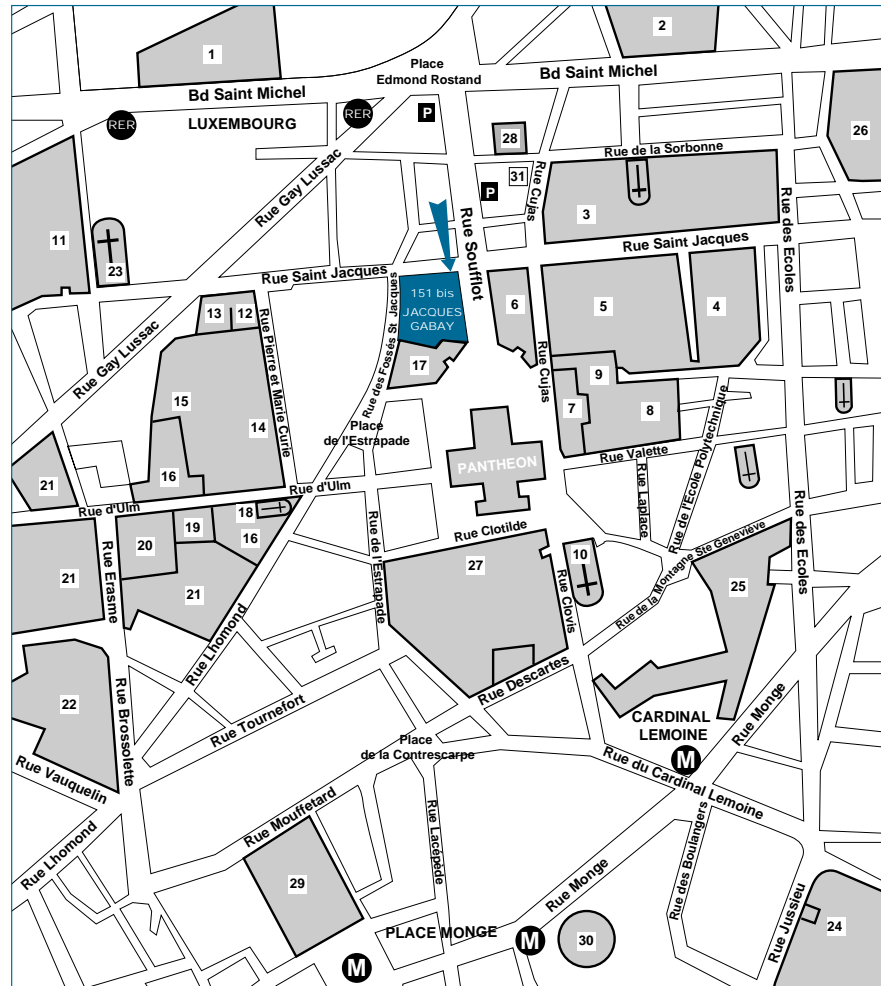 1
2
Place
Edmond Rostand
Bd Saint Michel
Bd Saint Michel
RER
RER
LUXEMBOURG
P
28
26
Rue de la Sorbonne
31
P
Rue Cujas
3
Rue Gay Lussac
Rue Soufflot
Rue des Ecoles
11
23
Rue Saint Jacques
Rue Saint Jacques
151 bis
JACQUES
GABAY
6
5
4
13
12
Rue Pierre et Marie Curie
Rue des Fossés St Jacques
17
Rue Cujas
9
7
8
Rue Gay Lussac
15
14
Place
de l'Estrapade
PANTHEON
Rue Valette
Rue Laplace
Rue de l'Ecole Polytechnique
16
21
Rue d'Ulm
Rue d'Ulm
18
19
16
20
21
21
Rue Erasme
Rue Clotilde
Rue de l'Estrapade
27
10
Rue Clovis
Rue de la Montagne Ste Geneviève
Rue des Ecoles
25
Rue Lhomond
22
Rue Brossolette
Rue Tournefort
Rue Descartes
CARDINAL
LEMOINE
M
Rue Monge
Place
de la Contrescarpe
Rue du Cardinal Lemoine
Rue Vauquelin
Rue Lhomond
Rue Mouffetard
Rue Lacépède
29
Rue Monge
Rue des Boulangers
PLACE MONGE
M
M
30
Rue Jussieu
24